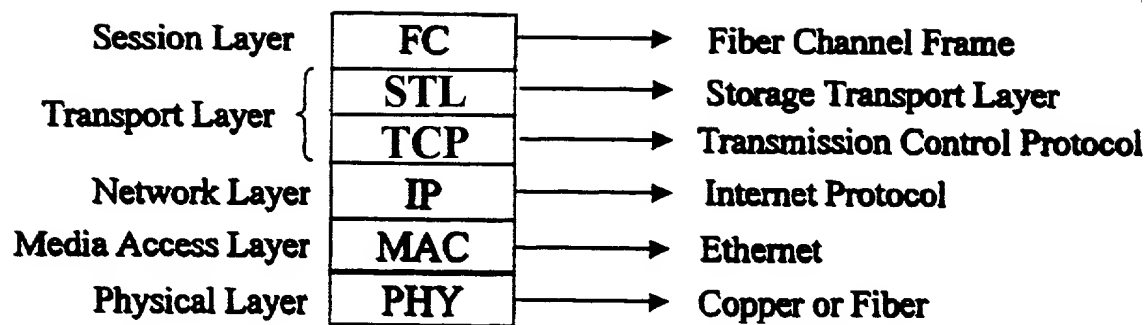 Session Layer FC Fiber Channel Frame
STL Storage Transport Layer
Transport Layer
TCP Transmission Control Protocol
Network Layer IP Internet Protocol
Media Access Layer MAC Ethernet
Physical Layer PHY Copper or Fiber